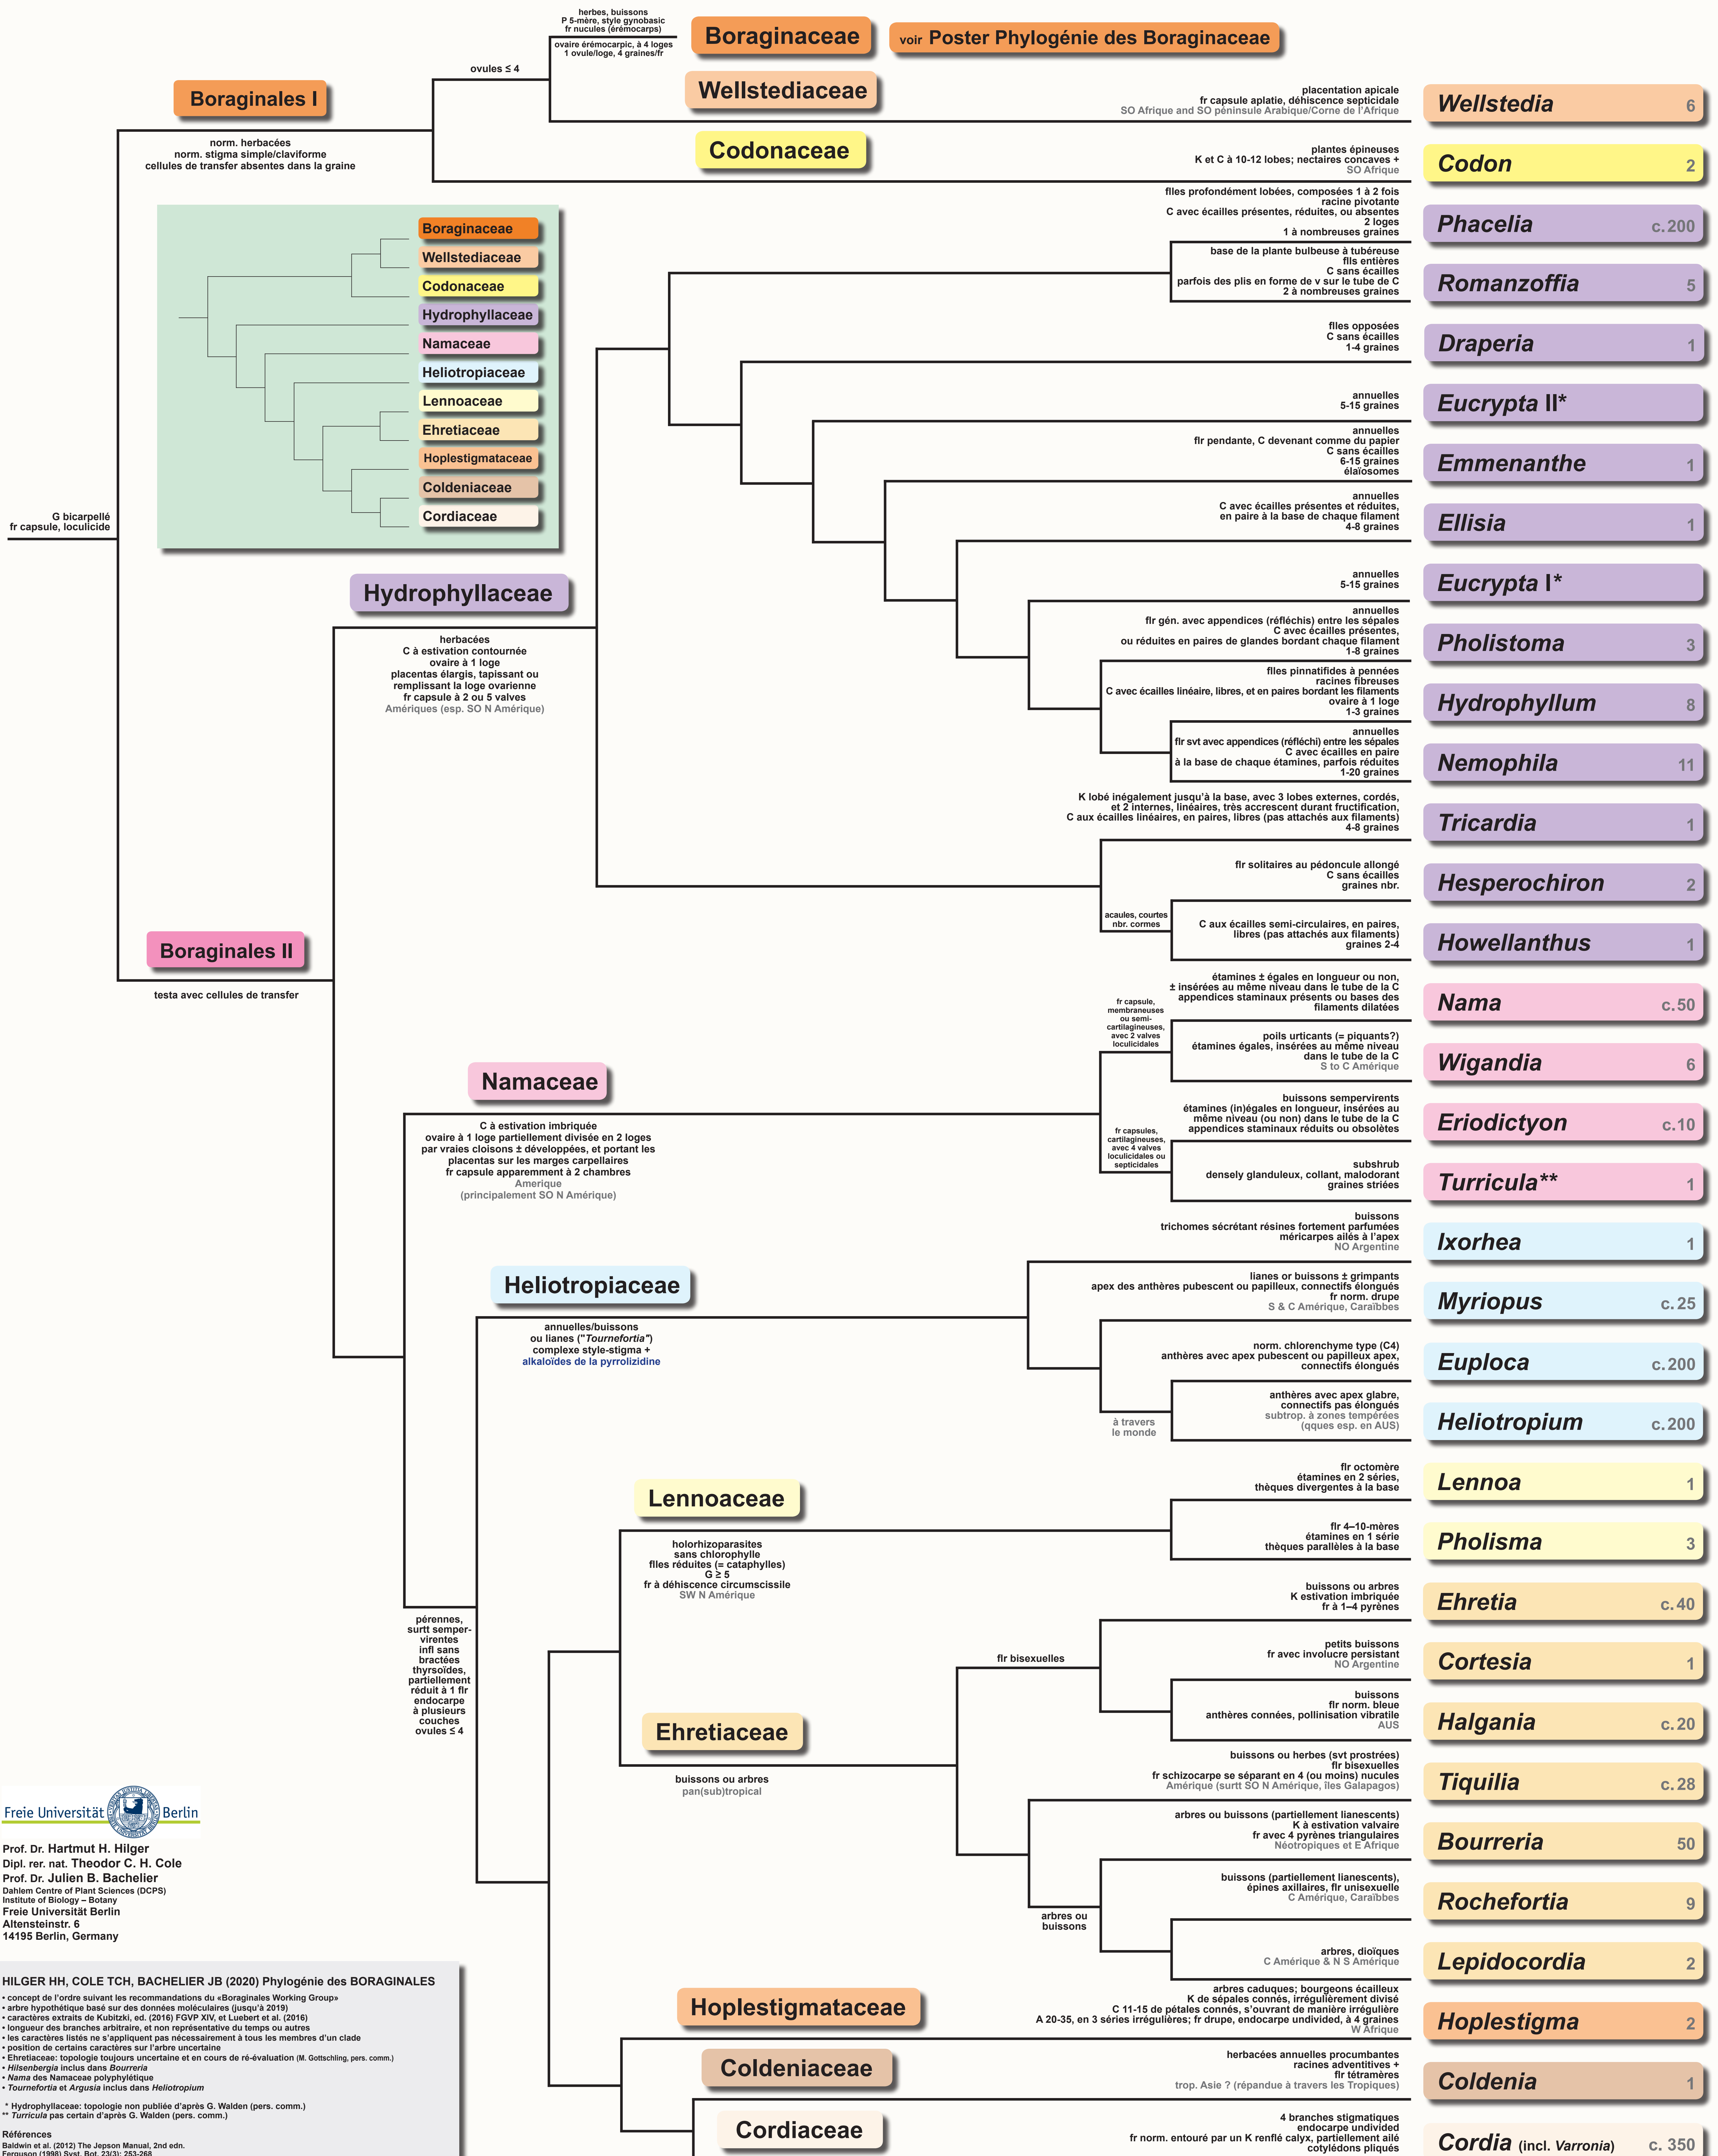 herbes, buissons
P 5-mère, style gynobasic
fr nucules (érémocarps)
Boraginaceae
voir Poster Phylogénie des Boraginaceae
ovaire érémocarpic, à 4 loges
1 ovule/loge, 4 graines/fr
ovules ≤ 4
Boraginales I
norm. herbacées
norm. stigma simple/claviforme
cellules de transfer absentes dans la graine
Wellstediaceae
placentation apicale
fr capsule aplatie, déhiscence septicidale
SO Afrique and SO péninsule Arabique/Corne de l'Afrique
Wellstedia 6
Codonaceae
plantes épineuses
K et C à 10-12 lobes; nectaires concaves +
SO Afrique
Codon 2
Boraginaceae
Wellstediaceae
Codonaceae
Hydrophyllaceae
Namaceae
Heliotropiaceae
Lennoaceae
Ehretiaceae
Hoplestigmataceae
Coldeniaceae
Cordiaceae
G bicarpellé
fr capsule, loculicide
flles profondément lobées, composées 1 à 2 fois
racine pivotante
C avec écailles présentes, réduites, ou absentes
2 loges
1 à nombreuses graines
Phacelia c. 200
base de la plante bulbeuse à tubéreuse
flls entières
C sans écailles
parfois des plis en forme de v sur le tube de C
2 à nombreuses graines
Romanzoffia 5
flles opposées
C sans écailles
1-4 graines
Draperia 1
annuelles
5-15 graines
Eucrypta II*
annuelles
flr pendante, C devenant comme du papier
C sans écailles
6-15 graines
élaïosomes
Emmenanthe 1
annuelles
C avec écailles présentes et réduites,
en paire à la base de chaque filament
4-8 graines
Ellisia 1
annuelles
5-15 graines
Eucrypta I*
Hydrophyllaceae
herbacées
C à estivation contournée
ovaire à 1 loge
placentas élargis, tapissant ou
remplissant la loge ovarienne
fr capsule à 2 ou 5 valves
Amériques (esp. SO N Amérique)
annuelles
flr gén. avec appendices (réfléchis) entre les sépales
C avec écailles présentes,
ou réduites en paires de glandes bordant chaque filament
1-8 graines
Pholistoma 3
flles pinnatifides à pennées
racines fibreuses
C avec écailles linéaire, libres, et en paires bordant les filaments
ovaire à 1 loge
1-3 graines
Hydrophyllum 8
annuelles
flr svt avec appendices (réfléchi) entre les sépales
C avec écailles en paire
à la base de chaque étamines, parfois réduites
1-20 graines
Nemophila 11
K lobé inégalement jusqu'à la base, avec 3 lobes externes, cordés,
et 2 internes, linéaires, très accrescent durant fructification,
C aux écailles linéaires, en paires, libres (pas attachés aux filaments)
4-8 graines
Tricardia 1
flr solitaires au pédoncule allongé
C sans écailles
graines nbr.
Hesperochiron 2
acaules, courtes
nbr. cormes
C aux écailles semi-circulaires, en paires,
libres (pas attachés aux filaments)
graines 2-4
Howellanthus 1
Boraginales II
testa avec cellules de transfer
étamines ± égales en longueur ou non,
± insérées au même niveau dans le tube de la C
appendices staminaux présents ou bases des
filaments dilatées
Nama c. 50
fr capsule,
membraneuses
ou semi-
cartilagineuses,
avec 2 valves
loculicidales
poils urticants (= piquants?)
étamines égales, insérées au même niveau
dans le tube de la C
S to C Amérique
Wigandia 6
Namaceae
C à estivation imbriquée
ovaire à 1 loge partiellement divisée en 2 loges
par vraies cloisons ± développées, et portant les
placentas sur les marges carpellaires
fr capsule apparemment à 2 chambres
Amerique
(principalement SO N Amérique)
buissons sempervirents
étamines (in)égales en longueur, insérées au
même niveau (ou non) dans le tube de la C
appendices staminaux réduits ou obsolètes
Eriodictyon c. 10
fr capsules,
cartilagineuses,
avec 4 valves
loculicidales ou
septicidales
subshrub
densely glanduleux, collant, malodorant
graines striées
Turricula** 1
buissons
trichomes sécrétant résines fortement parfumées
méricarpes ailés à l'apex
NO Argentine
Ixorhea 1
Heliotropiaceae
annuelles/buissons
ou lianes ("Tournefortia")
complexe style-stigma +
alkaloïdes de la pyrrolizidine
lianes or buissons ± grimpants
apex des anthères pubescent ou papilleux, connectifs élongués
fr norm. drupe
S & C Amérique, Caraïbbes
Myriopus c. 25
norm. chlorenchyme type (C4)
anthères avec apex pubescent ou papilleux apex,
connectifs élongués
Euploca c. 200
à travers
le monde
anthères avec apex glabre,
connectifs pas élongués
subtrop. à zones tempérées
(qques esp. en AUS)
Heliotropium c. 200
Lennoaceae
holorhizoparasites
sans chlorophylle
flles réduites (= cataphylles)
G ≥ 5
fr à déhiscence circumscissile
SW N Amérique
flr octomère
étamines en 2 séries,
thèques divergentes à la base
Lennoa 1
flr 4–10-mères
étamines en 1 série
thèques parallèles à la base
Pholisma 3
pérennes,
surtt semper-
virentes
infl sans
bractées
thyrsoïdes,
partiellement
réduit à 1 flr
endocarpe
à plusieurs
couches
ovules ≤ 4
buissons ou arbres
K estivation imbriquée
fr à 1–4 pyrènes
Ehretia c. 40
flr bisexuelles
petits buissons
fr avec involucre persistant
NO Argentine
Cortesia 1
buissons
flr norm. bleue
anthères connées, pollinisation vibratile
AUS
Halgania c. 20
Ehretiaceae
buissons ou arbres
pan(sub)tropical
buissons ou herbes (svt prostrées)
flr bisexuelles
fr schizocarpe se séparant en 4 (ou moins) nucules
Amérique (surtt SO N Amérique, îles Galapagos)
Tiquilia c. 28
arbres ou buissons (partiellement lianescents)
K à estivation valvaire
fr avec 4 pyrènes triangulaires
Néotropiques et E Afrique
Bourreria 50
arbres ou
buissons
buissons (partiellement lianescents),
épines axillaires, flr unisexuelle
C Amérique, Caraïbbes
Rochefortia 9
arbres, dioïques
C Amérique & N S Amérique
Lepidocordia 2
Hoplestigmataceae
arbres caduques; bourgeons écailleux
K de sépales connés, irrégulièrement divisé
C 11-15 de pétales connés, s'ouvrant de manière irrégulière
A 20-35, en 3 séries irrégulières; fr drupe, endocarpe undivided, à 4 graines
W Afrique
Hoplestigma 2
Coldeniaceae
herbacées annuelles procumbantes
racines adventitives +
flr tétramères
trop. Asie ? (répandue à travers les Tropiques)
Coldenia 1
Cordiaceae
4 branches stigmatiques
endocarpe undivided
fr norm. entouré par un K renflé calyx, partiellement ailé
cotylédons pliqués
Cordia (incl. Varronia) c. 350
Freie Universität Berlin
Prof. Dr. Hartmut H. Hilger
Dipl. rer. nat. Theodor C. H. Cole
Prof. Dr. Julien B. Bachelier
Dahlem Centre of Plant Sciences (DCPS)
Institute of Biology – Botany
Freie Universität Berlin
Altensteinstr. 6
14195 Berlin, Germany
HILGER HH, COLE TCH, BACHELIER JB (2020) Phylogénie des BORAGINALES
• concept de l'ordre suivant les recommandations du «Boraginales Working Group»
• arbre hypothétique basé sur des données moléculaires (jusqu'à 2019)
• caractères extraits de Kubitzki, ed. (2016) FGVP XIV, et Luebert et al. (2016)
• longueur des branches arbitraire, et non représentative du temps ou autres
• les caractères listés ne s'appliquent pas nécessairement à tous les membres d'un clade
• position de certains caractères sur l'arbre uncertaine
• Ehretiaceae: topologie toujours uncertaine et en cours de ré-évaluation (M. Gottschling, pers. comm.)
• Hilsenbergia inclus dans Bourreria
• Nama des Namaceae polyphylétique
• Tournefortia et Argusia inclus dans Heliotropium
* Hydrophyllaceae: topologie non publiée d'après G. Walden (pers. comm.)
** Turricula pas certain d'après G. Walden (pers. comm.)
Références
Baldwin et al. (2012) The Jepson Manual, 2nd edn.
Ferguson (1998) Syst. Bot. 23(3): 253-268